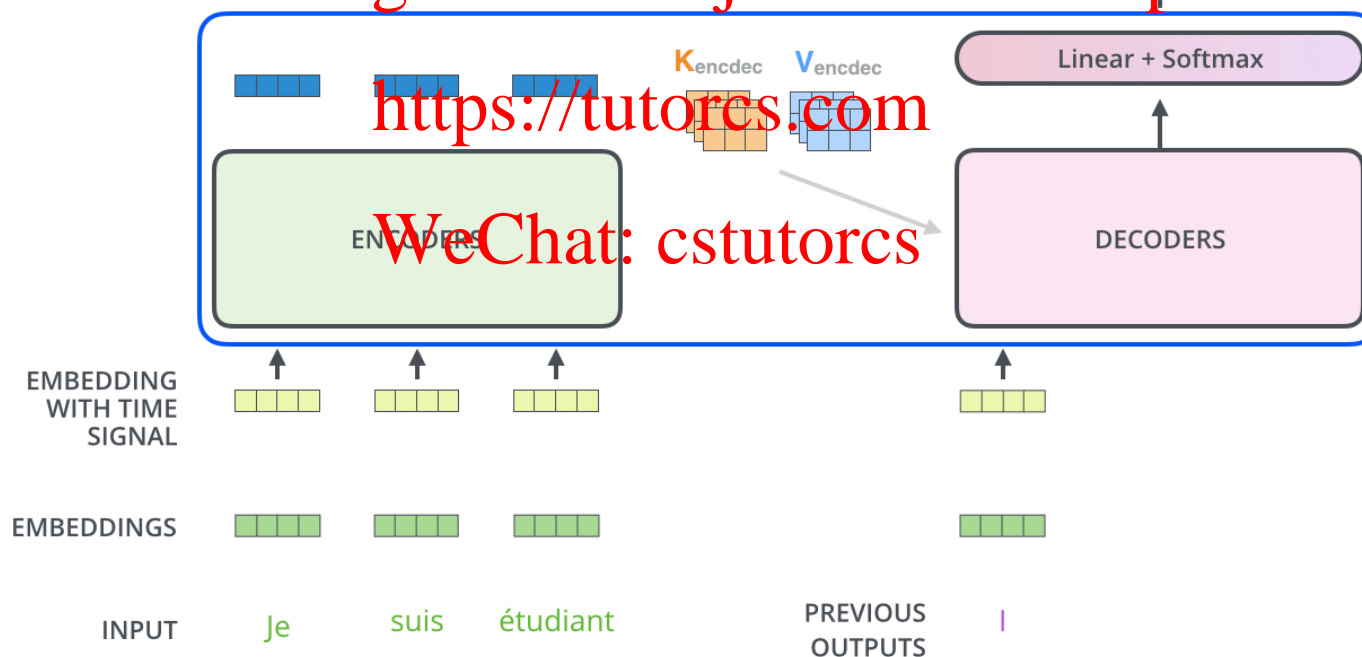 Kencdec Vencdec
Linear + Softmax
https://tutorcs.com
ENCODERS
WeChat: cstutorcs
DECODERS
EMBEDDING
WITH TIME
SIGNAL
EMBEDDINGS
INPUT Je suis étudiant
PREVIOUS
OUTPUTS I